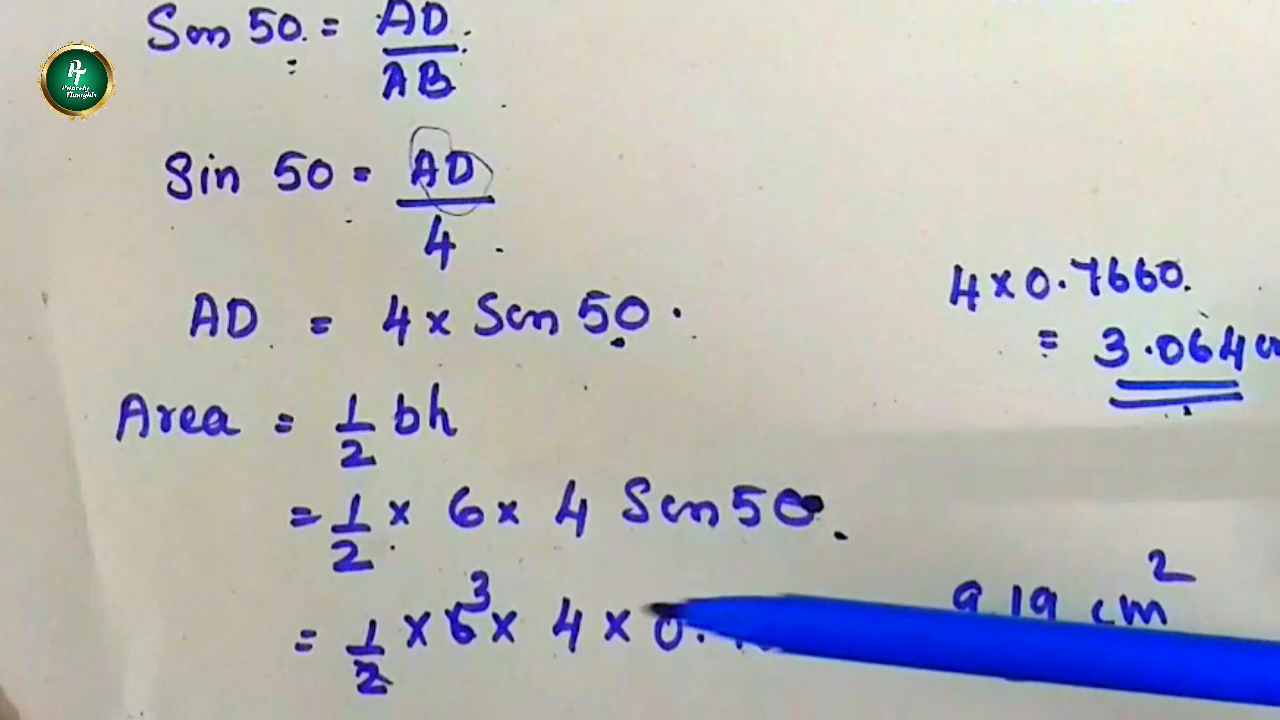 Sin 50 = AD/AB
Sin 50 = AD/4
AD = 4 × Sin 50
4 × 0.7660
= 3.064
Area = 1/2 bh
= 1/2 × 6 × 4 Sin 50
= 1/2 × 6³ × 4 × 0.
9.19 cm²